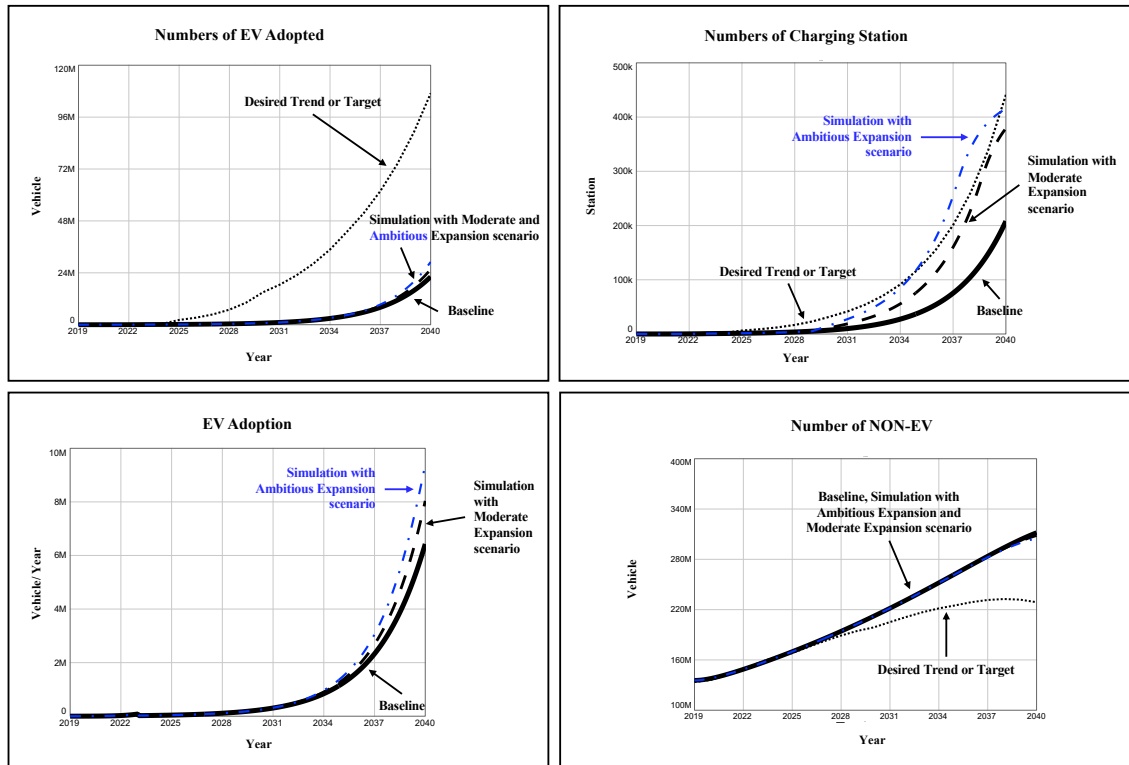 Numbers of EV Adopted
120M
96M
72M
48M
24M
0
Vehicle
Desired Trend or Target
Simulation with Moderate and
Ambitious Expansion scenario
Baseline
2019 2022 2025 2028 2031 2034 2037 2040
Year
Numbers of Charging Station
500k
400k
300k
200k
100k
0
Station
Simulation with
Ambitious Expansion
scenario
Simulation with
Moderate
Expansion
scenario
Desired Trend or Target
Baseline
2019 2022 2025 2028 2031 2034 2037 2040
Year
EV Adoption
10M
8M
6M
4M
2M
0
Vehicle/ Year
Simulation with
Ambitious Expansion
scenario
Simulation
with
Moderate
Expansion
scenario
Baseline
2019 2022 2025 2028 2031 2034 2037 2040
Year
Number of NON-EV
400M
340M
280M
220M
160M
100M
Vehicle
Baseline, Simulation with
Ambitious Expansion and
Moderate Expansion scenario
Desired Trend or Target
2019 2022 2025 2028 2031 2034 2037 2040
Year